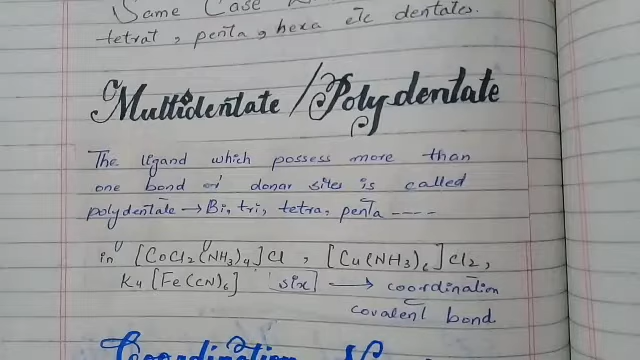 Same Case
tetrat, penta, hexa etc dentates.
Multidentate / Polydentate
The ligand which possess more than
one bond or donar sites is called
polydentate → Bi, tri, tetra, penta ----
in [CoCl2(NH3)4]Cl , [Cu(NH3)6]Cl2,
K4[Fe(CN)6] [six] → coordination
covalent bond
Coordination